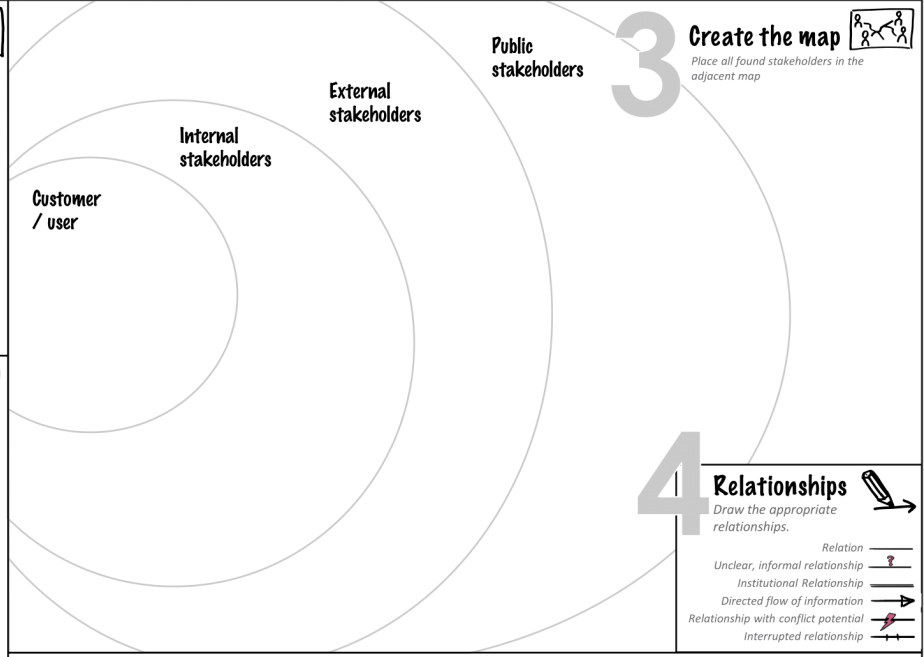 3
Create the map
Place all found stakeholders in the
adjacent map
Public
stakeholders
External
stakeholders
Internal
stakeholders
Customer
/ user
4
Relationships
Draw the appropriate
relationships.
Relation
?
Unclear, informal relationship
Institutional Relationship
Directed flow of information
Relationship with conflict potential
Interrupted relationship